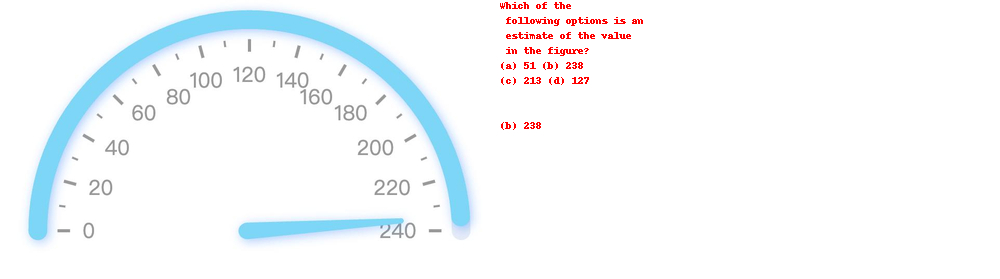 0
20
40
60
80
100
120
140
160
180
200
220
240
Which of the
following options is an
estimate of the value
in the figure?
(a) 51 (b) 238
(c) 213 (d) 127
(b) 238